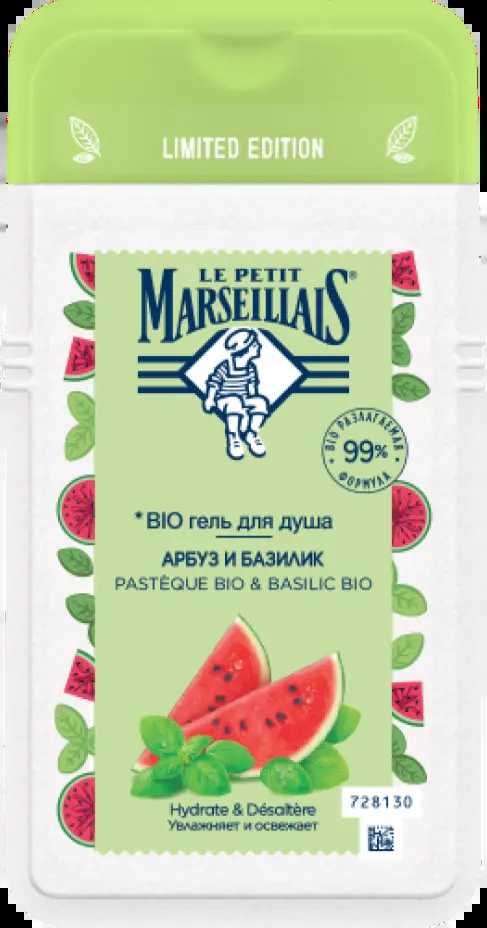 LIMITED EDITION
LE PETIT
MARSEILLAIS®
BIO РАЗЛАГАЕМАЯ
99%
ФОРМУЛА
*BIO гель для душа
АРБУЗ И БАЗИЛИК
PASTÈQUE BIO & BASILIC BIO
Hydrate & Désaltère
Увлажняет и освежает
728130